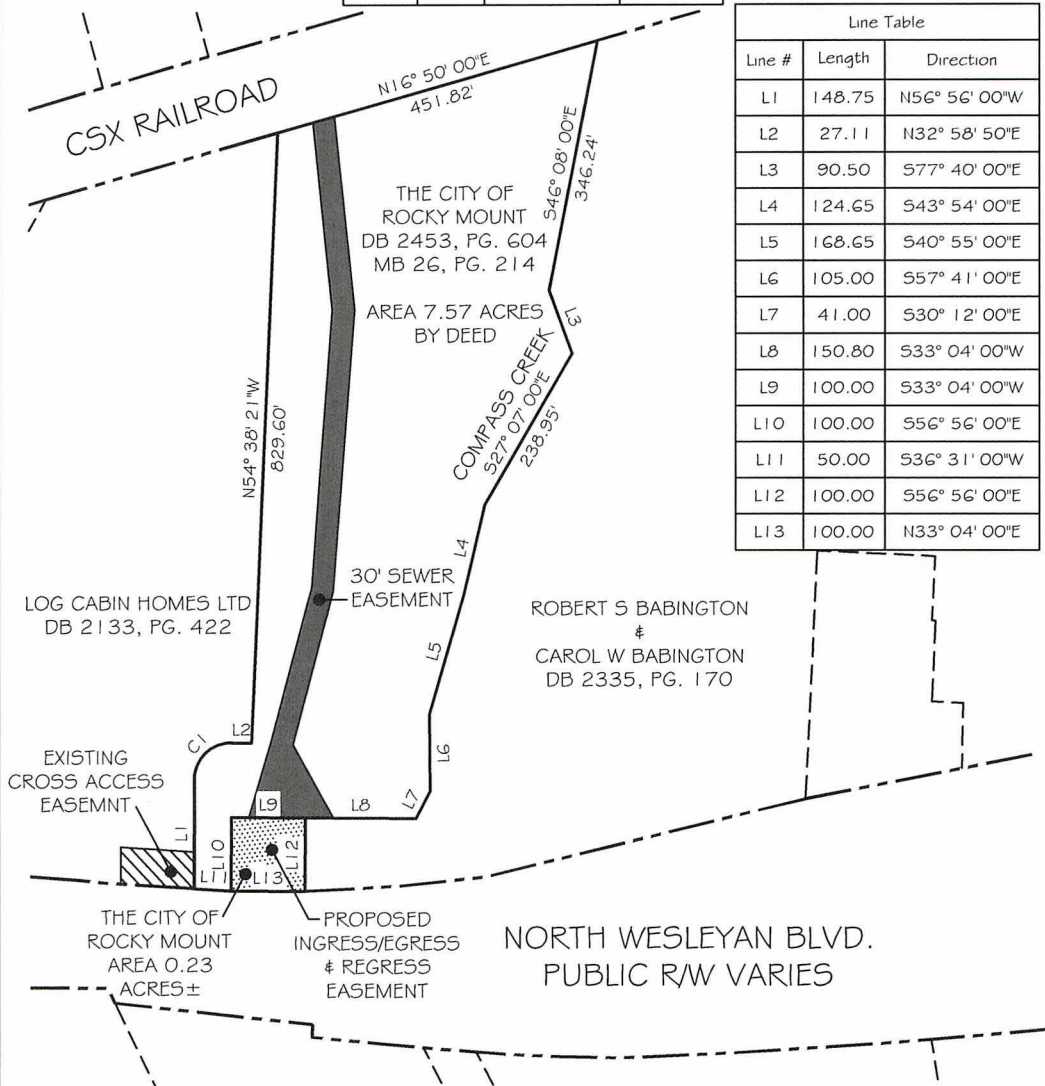 Line Table
Line # Length Direction
L1 148.75 N56° 56' 00"W
L2 27.11 N32° 58' 50"E
L3 90.50 S77° 40' 00"E
L4 124.65 S43° 54' 00"E
L5 168.65 S40° 55' 00"E
L6 105.00 S57° 41' 00"E
L7 41.00 S30° 12' 00"E
L8 150.80 S33° 04' 00"W
L9 100.00 S33° 04' 00"W
L10 100.00 S56° 56' 00"E
L11 50.00 S36° 31' 00"W
L12 100.00 S56° 56' 00"E
L13 100.00 N33° 04' 00"E
CSX RAILROAD
N16° 50' 00"E
451.82'
S46° 08' 00"E
346.24'
THE CITY OF
ROCKY MOUNT
DB 2453, PG. 604
MB 26, PG. 214
AREA 7.57 ACRES
BY DEED
L3
COMPASS CREEK
S27° 07' 00"E
238.95'
N54° 38' 21"W
829.60'
L4
30' SEWER
EASEMENT
LOG CABIN HOMES LTD
DB 2133, PG. 422
ROBERT S BABINGTON
&
CAROL W BABINGTON
DB 2335, PG. 170
L5
L2
C1
L6
EXISTING
CROSS ACCESS
EASEMNT
L9
L8
L7
L1
L10
L12
L11
L13
THE CITY OF
ROCKY MOUNT
AREA 0.23
ACRES±
PROPOSED
INGRESS/EGRESS
& REGRESS
EASEMENT
NORTH WESLEYAN BLVD.
PUBLIC R/W VARIES